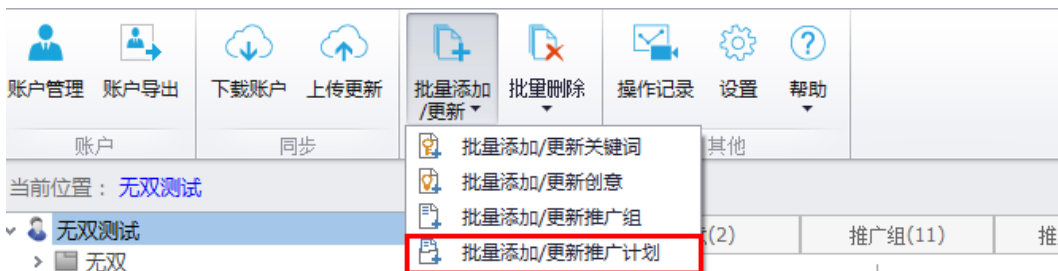 账户管理 账户导出 下载账户 上传更新 批量添加 批量删除 操作记录 设置 帮助
/更新
账户 同步 其他
批量添加/更新关键词
批量添加/更新创意
批量添加/更新推广组
批量添加/更新推广计划
当前位置：无双测试
无双测试
无双
(2) 推广组(11) 推